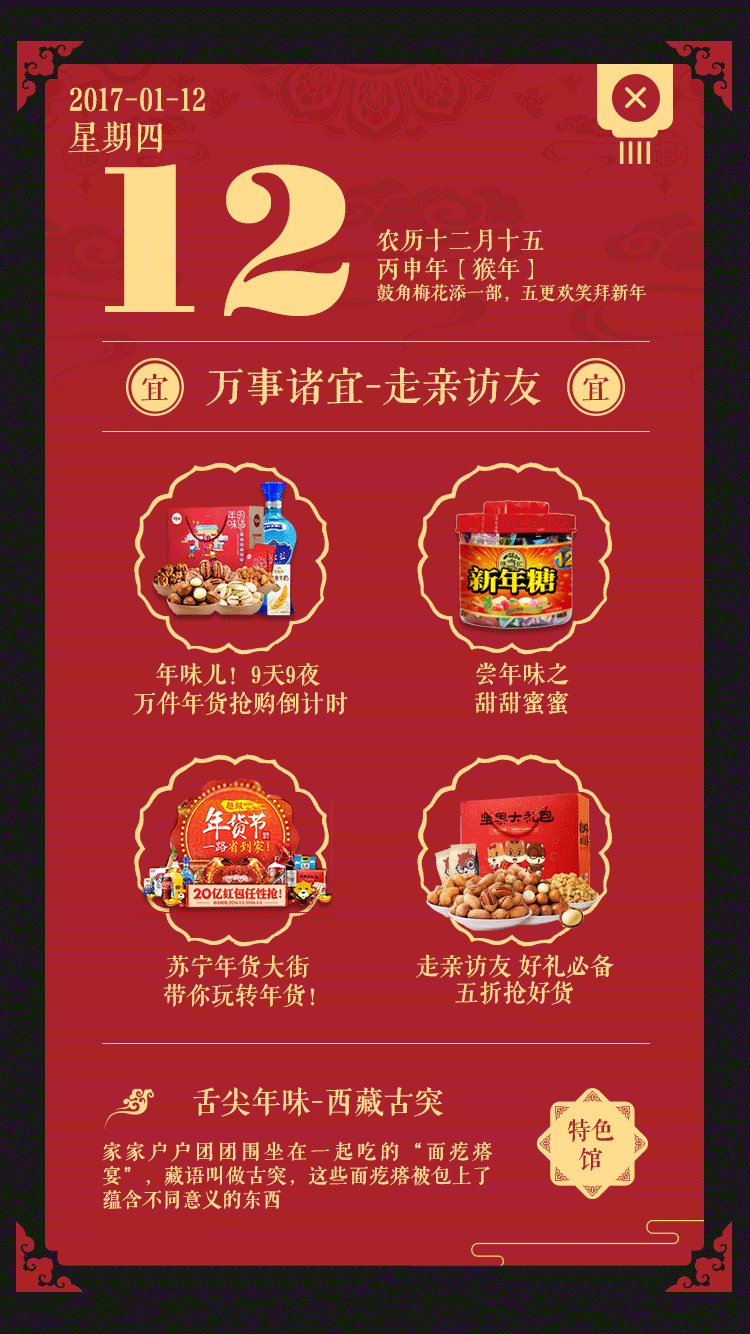 2017-01-12
星期四
12
农历十二月十五
丙申年 [ 猴年 ]
鼓角梅花添一部，五更欢笑拜新年
宜 万事诸宜-走亲访友 宜
年味
的
新年糖
12
年味儿！9天9夜
万件年货抢购倒计时
尝年味之
甜甜蜜蜜
超级
年货节
一路省到家!
20亿红包任性抢!
坚果大礼包
苏宁年货大街
带你玩转年货!
走亲访友 好礼必备
五折抢好货
舌尖年味-西藏古突
家家户户团团围坐在一起吃的“面疙瘩
宴”，藏语叫做古突，这些面疙瘩被包上了
蕴含不同意义的东西
特色
馆